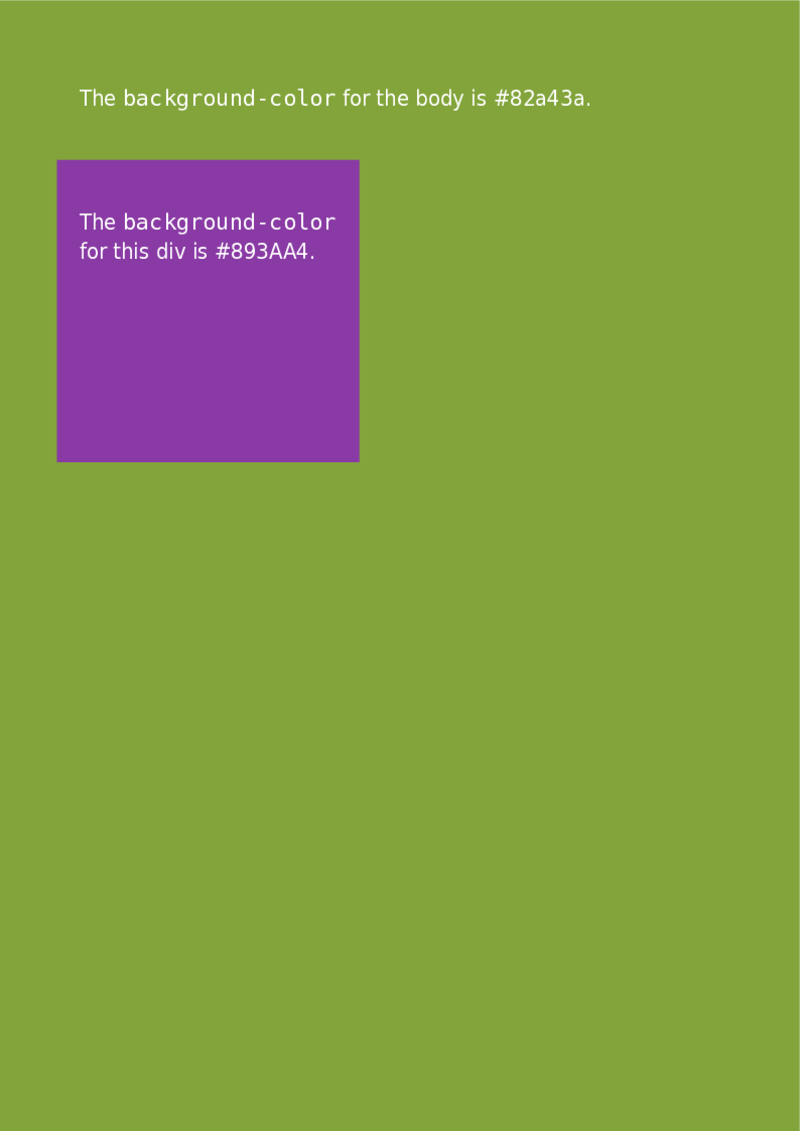 The background-color for the body is #82a43a.
The background-color
for this div is #893AA4.